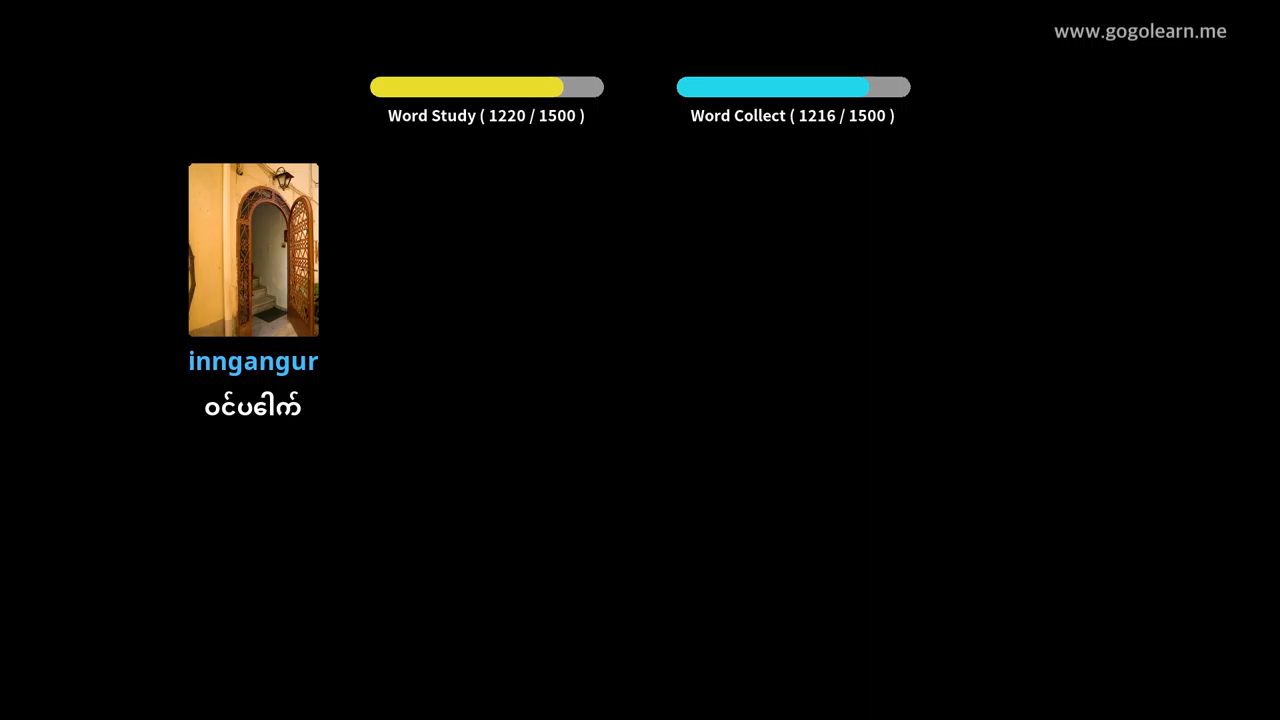 www.gogolearn.me
Word Study ( 1220 / 1500 )
Word Collect ( 1216 / 1500 )
inngangur
ဝင်ပေါက်